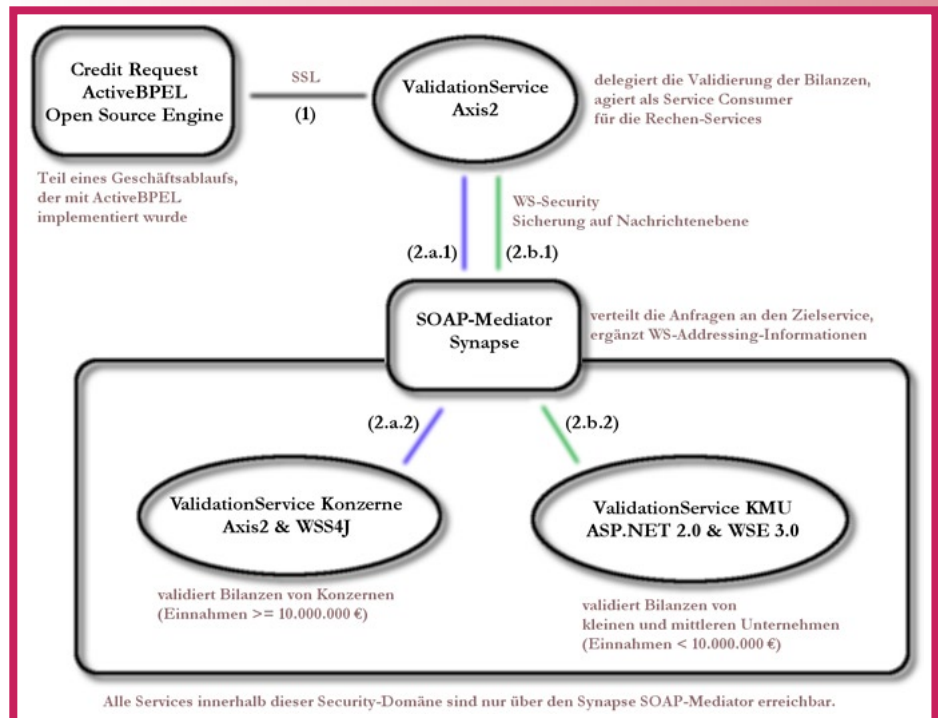 Credit Request
ActiveBPEL
Open Source Engine
SSL
(1)
ValidationService
Axis2
delegiert die Validierung der Bilanzen,
agiert als Service Consumer
für die Rechen-Services
Teil eines Geschäftsablaufs,
der mit ActiveBPEL
implementiert wurde
WS-Security
Sicherung auf Nachrichtenebene
(2.a.1)
(2.b.1)
SOAP-Mediator
Synapse
verteilt die Anfragen an den Zielservice,
ergänzt WS-Addressing-Informationen
(2.a.2)
(2.b.2)
ValidationService Konzerne
Axis2 & WSS4J
ValidationService KMU
ASP.NET 2.0 & WSE 3.0
validiert Bilanzen von Konzernen
(Einnahmen >= 10.000.000 €)
validiert Bilanzen von
kleinen und mittleren Unternehmen
(Einnahmen < 10.000.000 €)
Alle Services innerhalb dieser Security-Domäne sind nur über den Synapse SOAP-Mediator erreichbar.